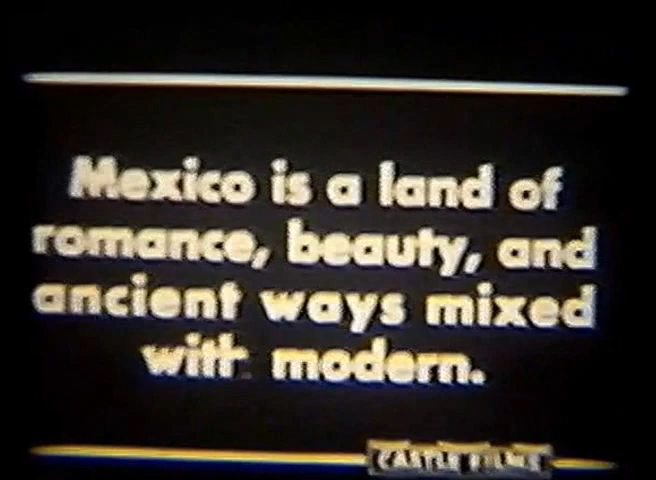 Mexico is a land of
romance, beauty, and
ancient ways mixed
with modern.
CASTLE FILMS